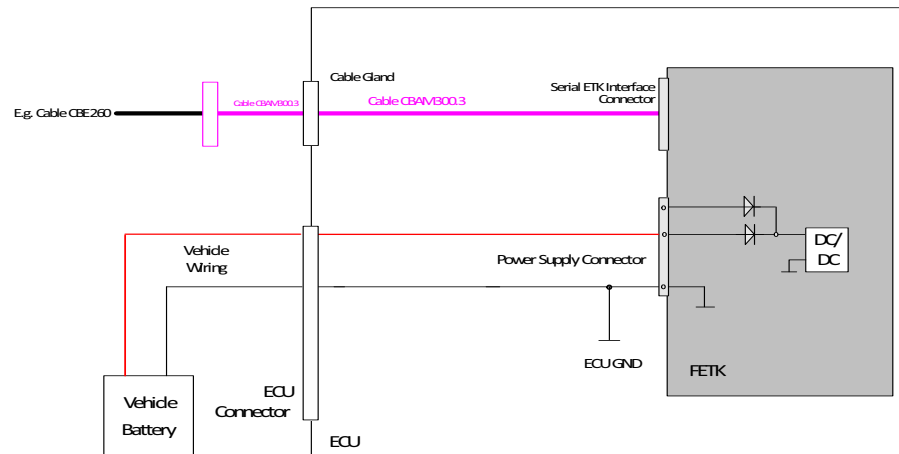 Cable Gland
Serial ETK Interface
Connector
E.g. Cable CBE260
Cable CBAM300.3
Cable CBAM300.3
Vehicle
Wiring
Power Supply Connector
DC/
DC
ECU GND
FETK
ECU
Connector
Vehicle
Battery
ECU